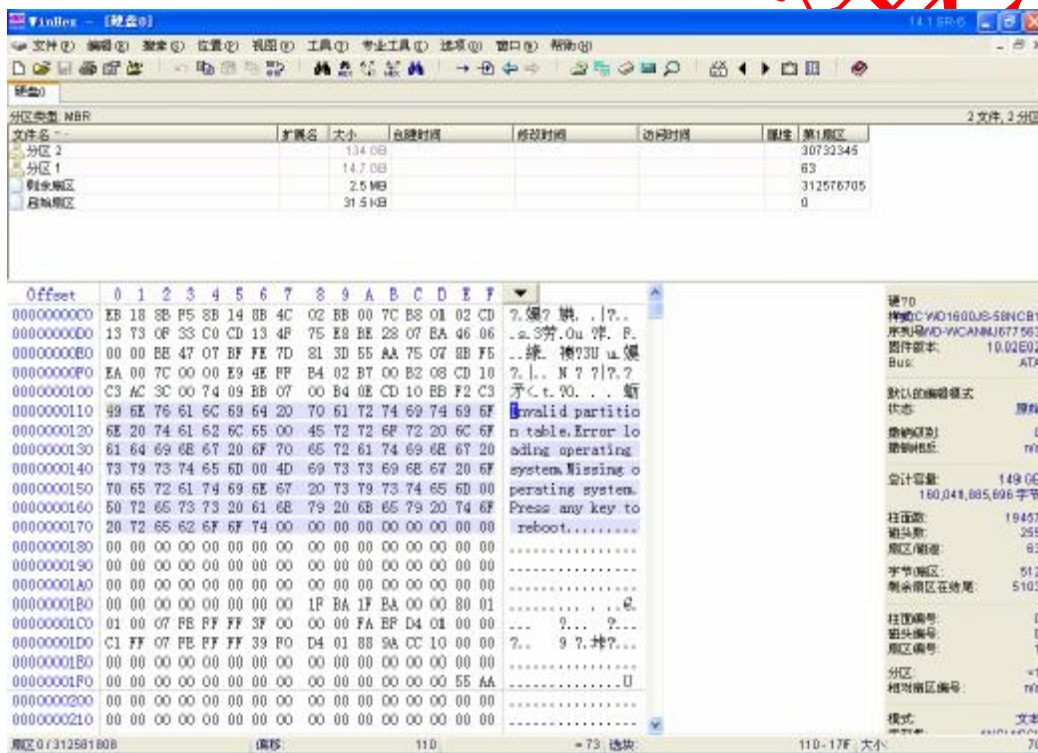 WinHex - [硬盘0] 14.1 SR-6
文件(F) 编辑(E) 搜索(S) 位置(P) 视图(V) 工具(T) 专业工具(I) 选项(O) 窗口(W) 帮助(H)
硬盘0
分区类型: MBR 2 文件, 2 分区
文件名 扩展名 大小 创建时间 修改时间 访问时间 属性 第1扇区
分区 2 134 GB 30732345
分区 1 14.7 GB 63
剩余扇区 2.5 MB 312576705
起始扇区 31.5 KB 0
Offset 0 1 2 3 4 5 6 7 8 9 A B C D E F
00000000C0 EB 18 8B F5 8B 14 8B 4C 02 BB 00 7C B8 01 02 CD
00000000D0 13 73 0F 33 C0 CD 13 4F 75 E8 BE 28 07 EA 46 06
00000000E0 00 00 BE 47 07 BF FE 7D 81 3D 55 AA 75 07 8B F5
00000000F0 EA 00 7C 00 00 E9 4E FF B4 02 B7 00 B2 08 CD 10
0000000100 C3 AC 3C 00 74 09 BB 07 00 B4 0E CD 10 EB F2 C3
0000000110 49 6E 76 61 6C 69 64 20 70 61 72 74 69 74 69 6F Invalid partitio
0000000120 6E 20 74 61 62 6C 65 00 45 72 72 6F 72 20 6C 6F n table.Error lo
0000000130 61 64 69 6E 67 20 6F 70 65 72 61 74 69 6E 67 20 ading operating
0000000140 73 79 73 74 65 6D 00 4D 69 73 73 69 6E 67 20 6F system.Missing o
0000000150 70 65 72 61 74 69 6E 67 20 73 79 73 74 65 6D 00 perating system.
0000000160 50 72 65 73 73 20 61 6E 79 20 6B 65 79 20 74 6F Press any key to
0000000170 20 72 65 62 6F 6F 74 00 00 00 00 00 00 00 00 00 reboot.........
0000000180 00 00 00 00 00 00 00 00 00 00 00 00 00 00 00 00 ................
0000000190 00 00 00 00 00 00 00 00 00 00 00 00 00 00 00 00 ................
00000001A0 00 00 00 00 00 00 00 00 00 00 00 00 00 00 00 00 ................
00000001B0 00 00 00 00 00 00 00 00 1F BA 1F BA 00 00 80 01
00000001C0 01 00 07 FE FF FF 3F 00 00 00 FA EF D4 01 00 00
00000001D0 C1 FF 07 FE FF FF 39 F0 D4 01 88 9A CC 10 00 00
00000001E0 00 00 00 00 00 00 00 00 00 00 00 00 00 00 00 00 ................
00000001F0 00 00 00 00 00 00 00 00 00 00 00 00 00 00 55 AA ..............U
0000000200 00 00 00 00 00 00 00 00 00 00 00 00 00 00 00 00 ................
0000000210 00 00 00 00 00 00 00 00 00 00 00 00 00 00 00 00 ................
固件版本: 10.02E02
Bus: ATA
默认的编辑模式
状态: 原始
总计容量: 149 GB
160,041,885,696 字节
柱面数: 19457
磁头数: 255
扇区/磁道: 63
字节/扇区: 512
剩余扇区在结尾: 5103
柱面编号: 0
磁头编号: 0
扇区编号: 1
分区:
相对扇区编号: n/a
模式: 文本
扇区 0 / 312581808 偏移: 110 = 73 选块: 110 - 17F 大小: 70